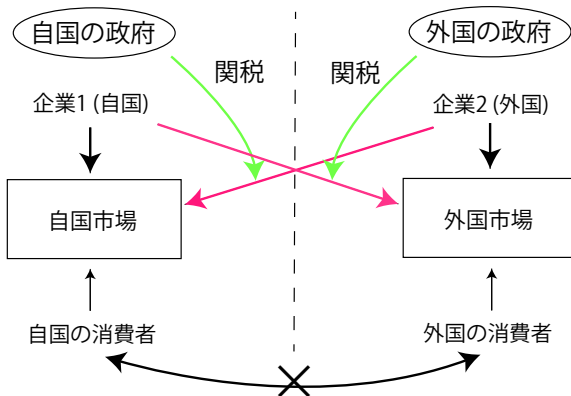 自国の政府
外国の政府
関税
関税
企業1 (自国)
企業2 (外国)
自国市場
外国市場
自国の消費者
外国の消費者